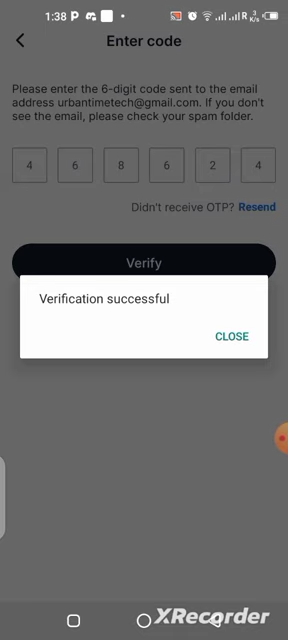 1:38 P
R 3 K/s
Enter code
Please enter the 6-digit code sent to the email
address urbantimetech@gmail.com. If you don't
see the email, please check your spam folder.
4 6 8 6 2 4
Didn't receive OTP? Resend
Verify
Verification successful
CLOSE
XRecorder